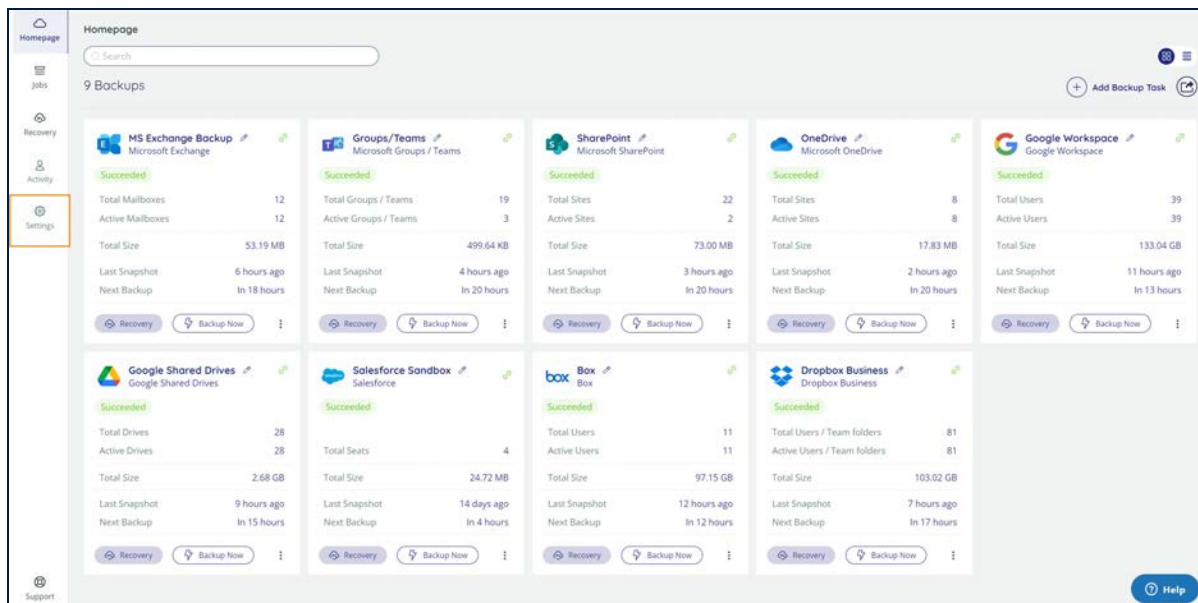 Homepage
Jobs
Recovery
Activity
Settings
Support
Homepage
Search
9 Backups
Add Backup Task
MS Exchange Backup
Microsoft Exchange
Succeeded
Total Mailboxes 12
Active Mailboxes 12
Total Size 53.19 MB
Last Snapshot 6 hours ago
Next Backup In 18 hours
Recovery Backup Now
Groups/Teams
Microsoft Groups / Teams
Succeeded
Total Groups / Teams 19
Active Groups / Teams 3
Total Size 499.64 KB
Last Snapshot 4 hours ago
Next Backup In 20 hours
Recovery Backup Now
SharePoint
Microsoft SharePoint
Succeeded
Total Sites 22
Active Sites 2
Total Size 73.00 MB
Last Snapshot 3 hours ago
Next Backup In 20 hours
Recovery Backup Now
OneDrive
Microsoft OneDrive
Succeeded
Total Sites 8
Active Sites 8
Total Size 17.83 MB
Last Snapshot 2 hours ago
Next Backup In 20 hours
Recovery Backup Now
Google Workspace
Google Workspace
Succeeded
Total Users 39
Active Users 39
Total Size 133.04 GB
Last Snapshot 11 hours ago
Next Backup In 13 hours
Recovery Backup Now
Google Shared Drives
Google Shared Drives
Succeeded
Total Drives 28
Active Drives 28
Total Size 2.68 GB
Last Snapshot 9 hours ago
Next Backup In 15 hours
Recovery Backup Now
Salesforce Sandbox
Salesforce
Succeeded
Total Seats 4
Total Size 24.72 MB
Last Snapshot 14 days ago
Next Backup In 4 hours
Recovery Backup Now
box
Box
Box
Succeeded
Total Users 11
Active Users 11
Total Size 97.15 GB
Last Snapshot 12 hours ago
Next Backup In 12 hours
Recovery Backup Now
Dropbox Business
Dropbox Business
Succeeded
Total Users / Team folders 81
Active Users / Team folders 81
Total Size 103.02 GB
Last Snapshot 7 hours ago
Next Backup In 17 hours
Recovery Backup Now
Help